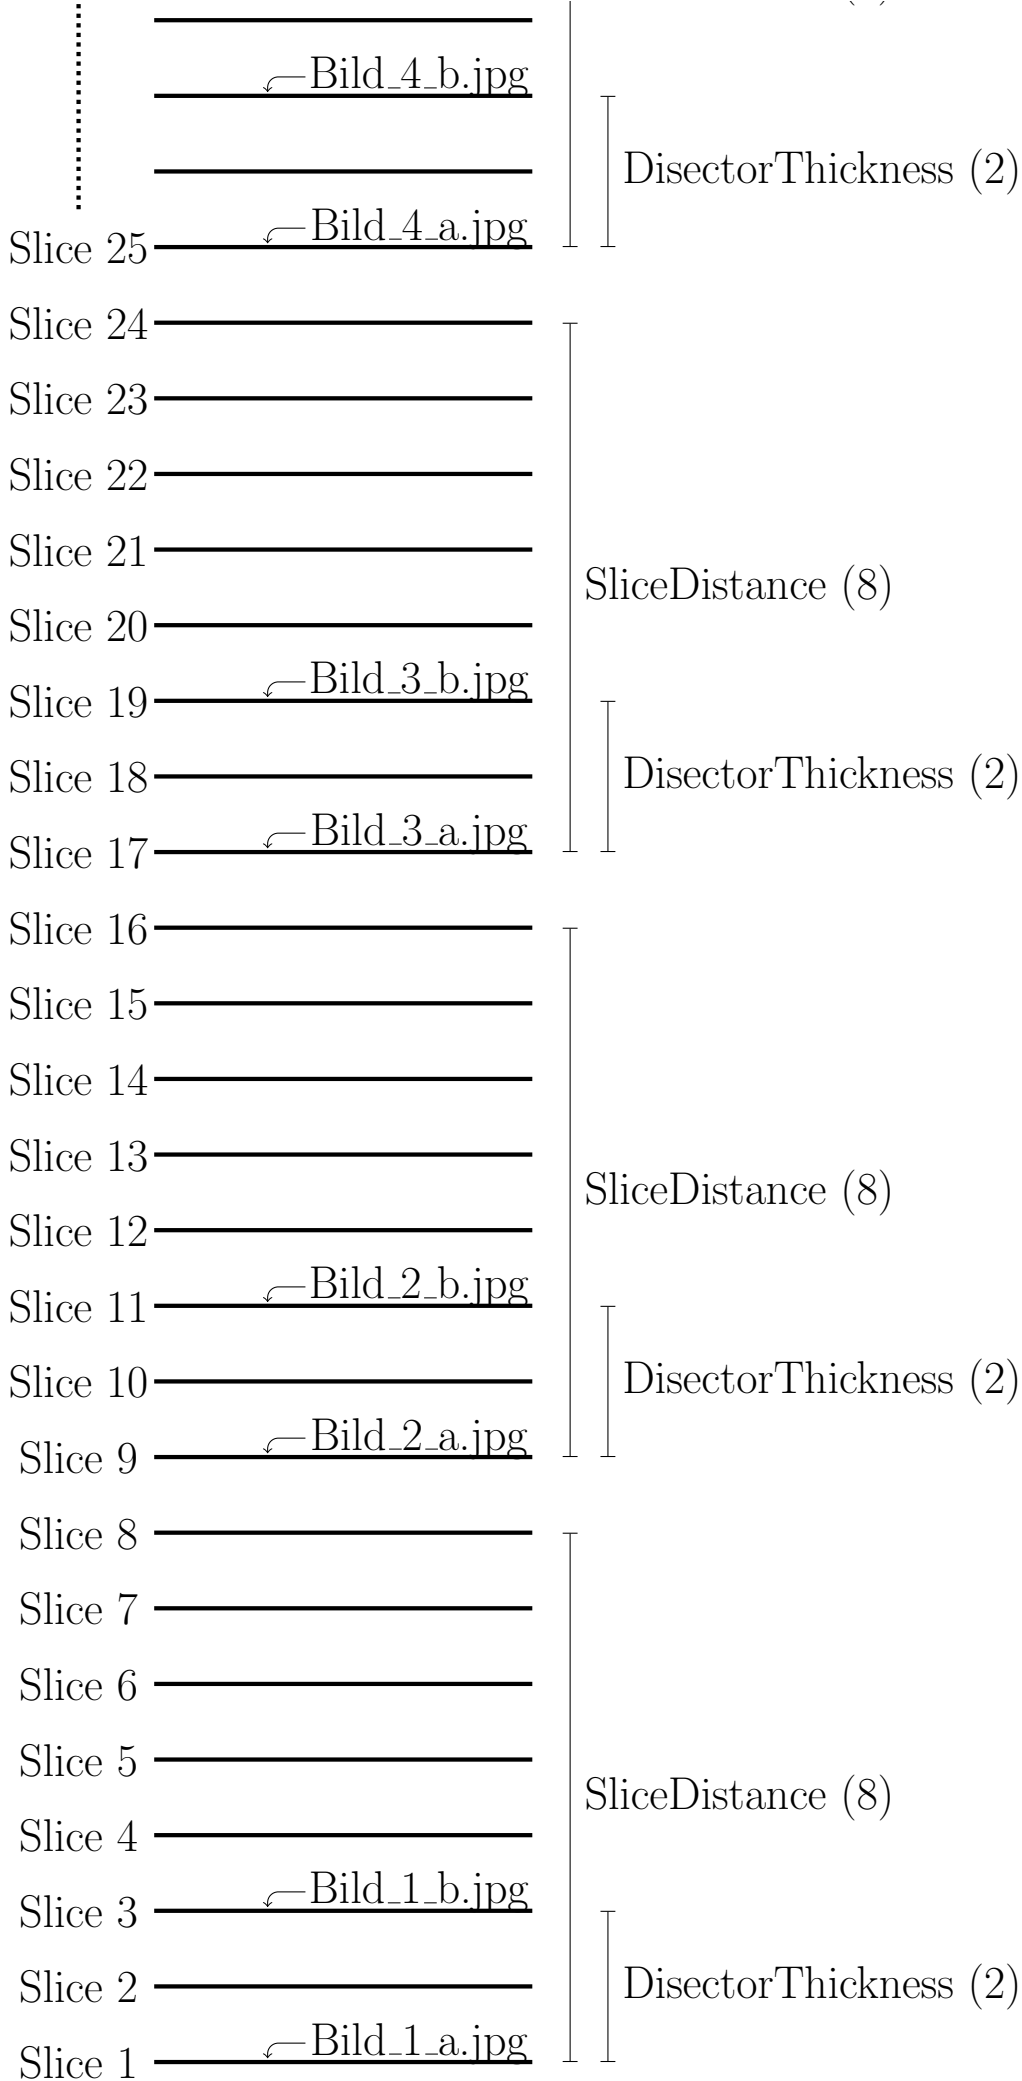 Bild_4_b.jpg
DisectorThickness (2)
Bild_4_a.jpg
Slice 25
Slice 24
Slice 23
Slice 22
Slice 21
SliceDistance (8)
Slice 20
Bild_3_b.jpg
Slice 19
Slice 18
DisectorThickness (2)
Bild_3_a.jpg
Slice 17
Slice 16
Slice 15
Slice 14
Slice 13
SliceDistance (8)
Slice 12
Bild_2_b.jpg
Slice 11
Slice 10
DisectorThickness (2)
Bild_2_a.jpg
Slice 9
Slice 8
Slice 7
Slice 6
Slice 5
SliceDistance (8)
Slice 4
Bild_1_b.jpg
Slice 3
Slice 2
DisectorThickness (2)
Bild_1_a.jpg
Slice 1